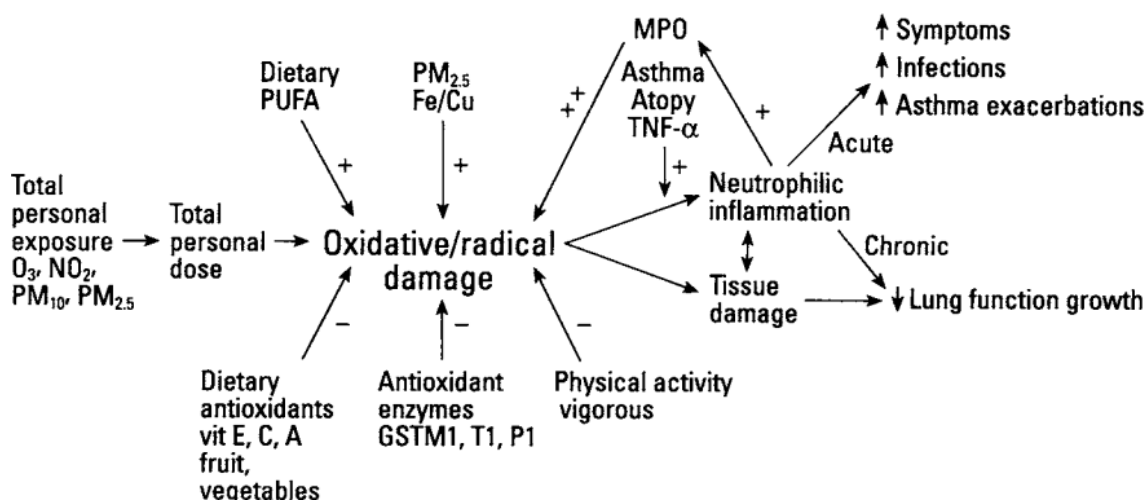 MPO
↑ Symptoms
↑ Infections
↑ Asthma exacerbations
Dietary
PUFA
PM2.5
Fe/Cu
Asthma
Atopy
TNF-α
+
+
+
+
+
+
Acute
Total
personal
exposure
O3, NO2,
PM10, PM2.5
Total
personal
dose
Oxidative/radical
damage
Neutrophilic
inflammation
Chronic
Tissue
damage
↓ Lung function growth
−
−
−
Dietary
antioxidants
vit E, C, A
fruit,
vegetables
Antioxidant
enzymes
GSTM1, T1, P1
Physical activity
vigorous